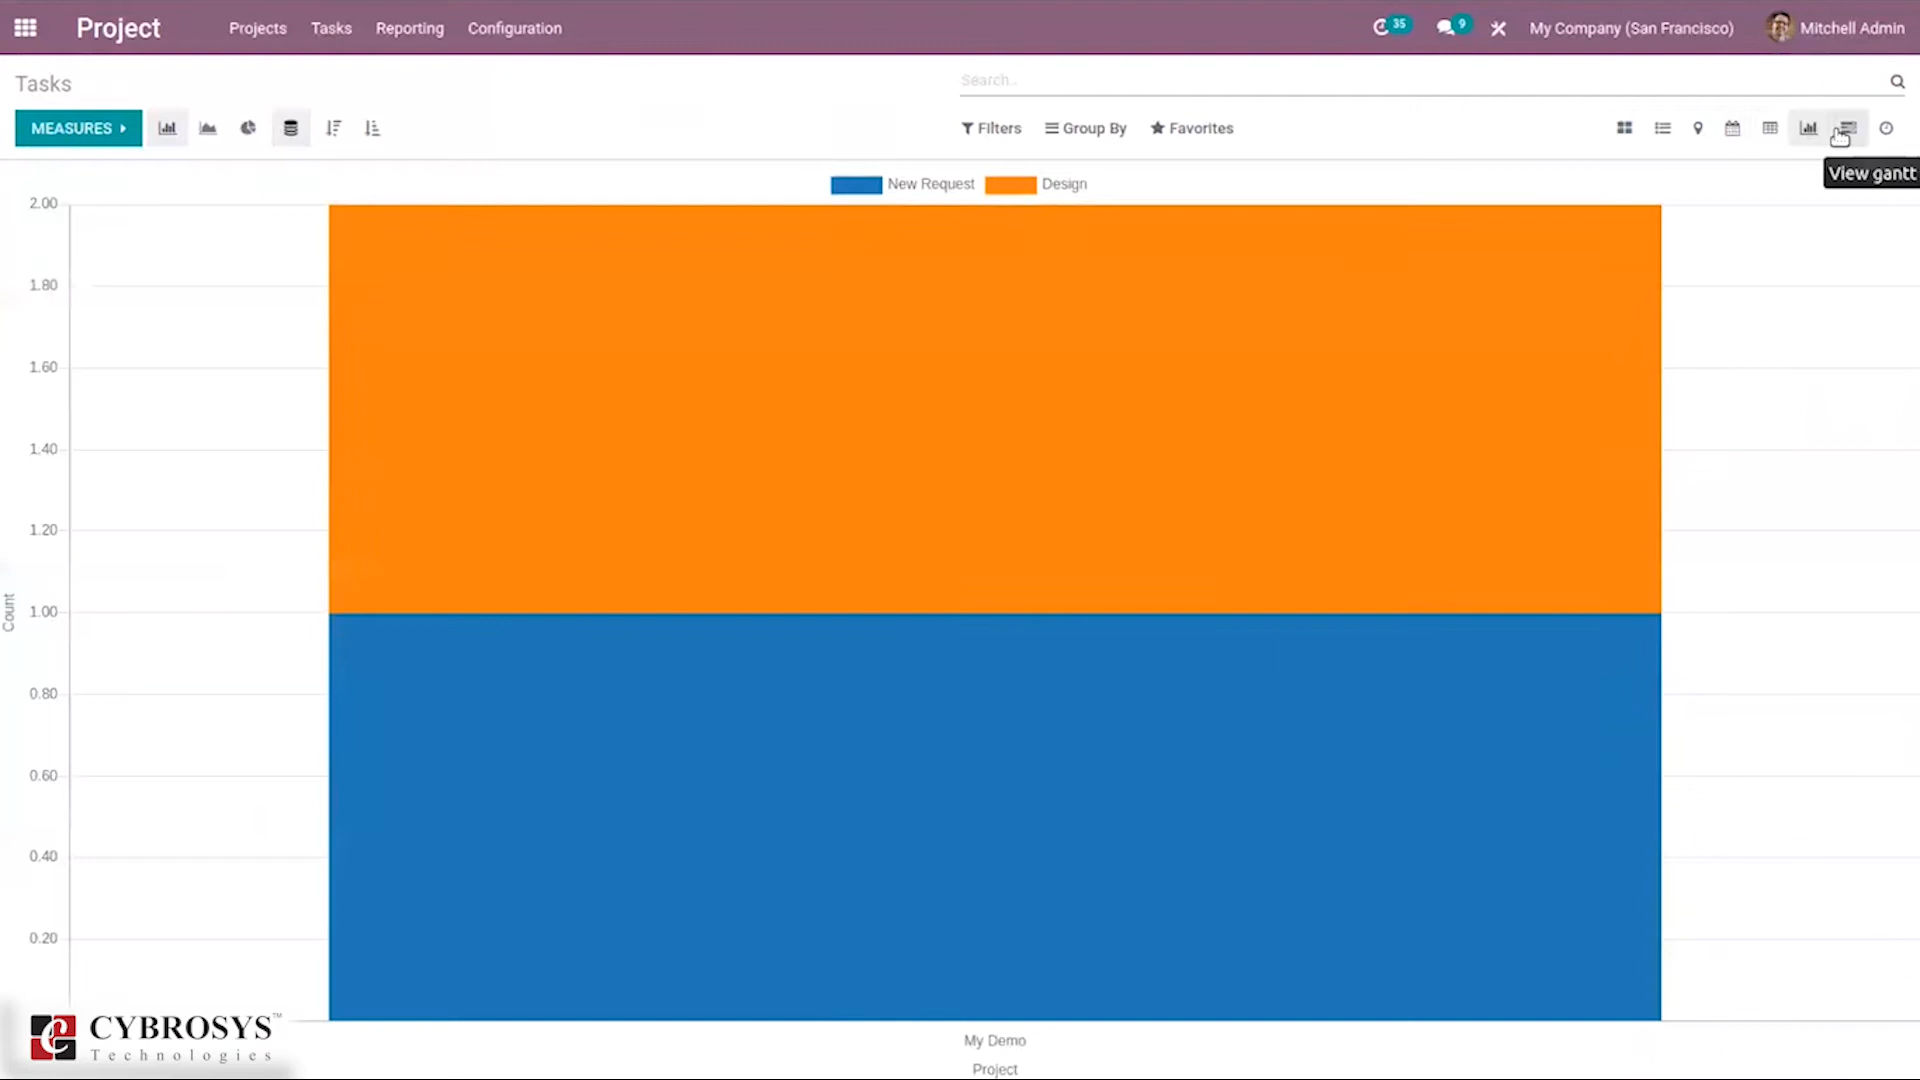 Project Projects Tasks Reporting Configuration 35 9 My Company (San Francisco) Mitchell Admin
Tasks Search..
MEASURES Filters Group By Favorites
View gantt
New Request Design
2.00
1.80
1.60
1.40
1.20
1.00
Count
0.80
0.60
0.40
0.20
CYBROSYS™
Technologies
My Demo
Project